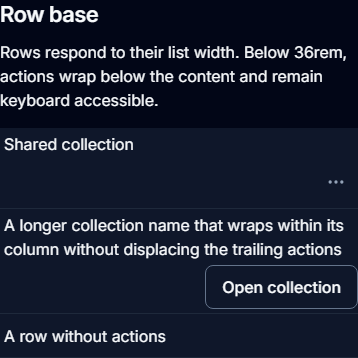 Row base
Rows respond to their list width. Below 36rem,
actions wrap below the content and remain
keyboard accessible.
Shared collection
...
A longer collection name that wraps within its
column without displacing the trailing actions
Open collection
A row without actions